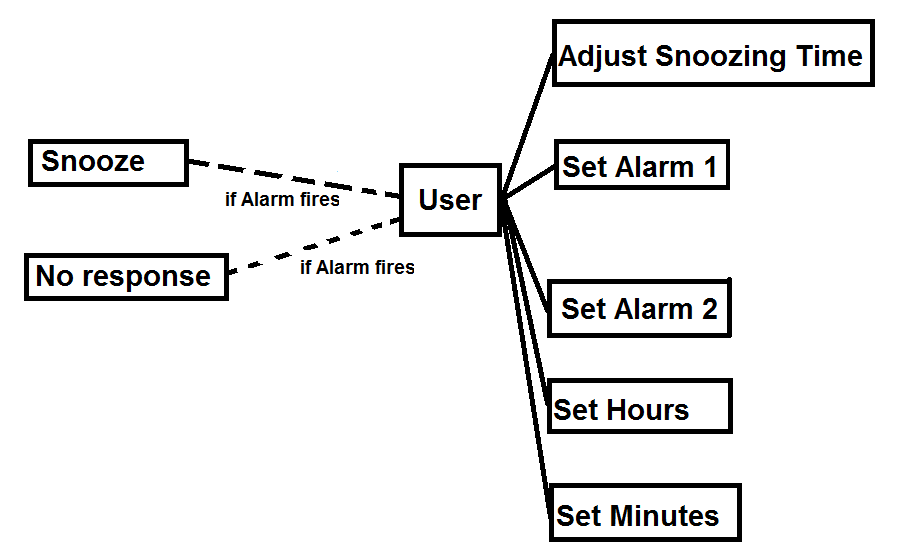 Adjust Snoozing Time
Snooze
Set Alarm 1
if Alarm fires
User
No response
if Alarm fires
Set Alarm 2
Set Hours
Set Minutes